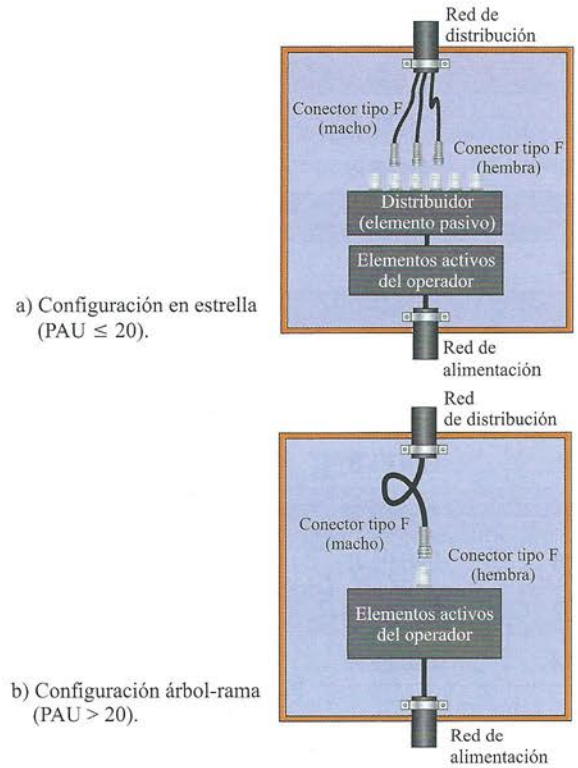 Red de
distribución
Conector tipo F
(macho)
Conector tipo F
(hembra)
Distribuidor
(elemento pasivo)
Elementos activos
del operador
a) Configuración en estrella
(PAU ≤ 20).
Red de
alimentación
Red
de distribución
Conector tipo F
(macho)
Conector tipo F
(hembra)
Elementos activos
del operador
b) Configuración árbol-rama
(PAU > 20).
Red de
alimentación